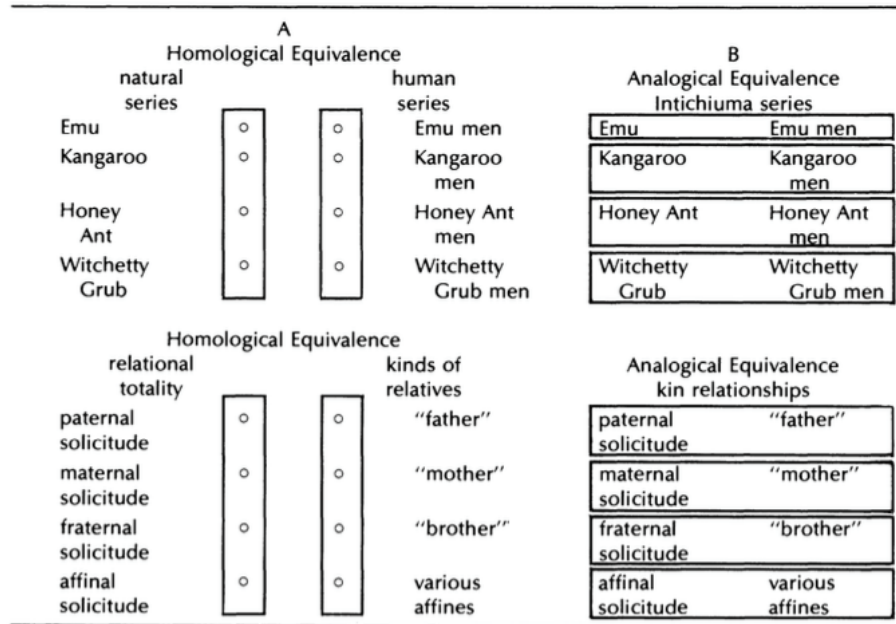 A
Homological Equivalence
natural series
human series
Emu
Emu men
Kangaroo
Kangaroo men
Honey Ant
Honey Ant men
Witchetty Grub
Witchetty Grub men
B
Analogical Equivalence
Intichiuma series
Emu Emu men
Kangaroo Kangaroo men
Honey Ant Honey Ant men
Witchetty Grub Witchetty Grub men
Homological Equivalence
relational totality
kinds of relatives
paternal solicitude
"father"
maternal solicitude
"mother"
fraternal solicitude
"brother"
affinal solicitude
various affines
Analogical Equivalence
kin relationships
paternal solicitude "father"
maternal solicitude "mother"
fraternal solicitude "brother"
affinal solicitude various affines